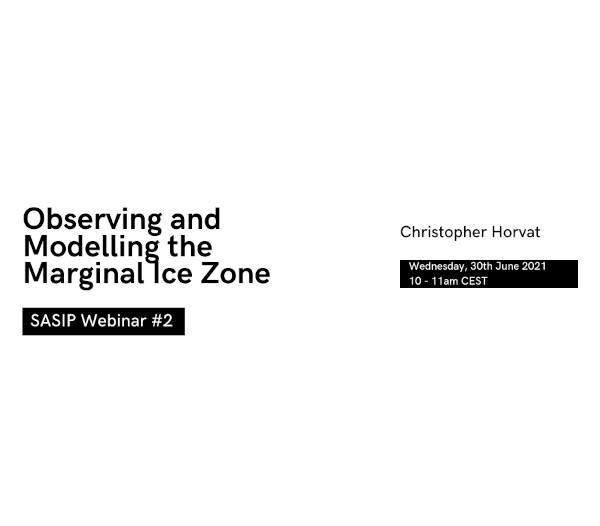 Observing and
Modelling the
Marginal Ice Zone
SASIP Webinar #2
Christopher Horvat
Wednesday, 30th June 2021
10 - 11am CEST